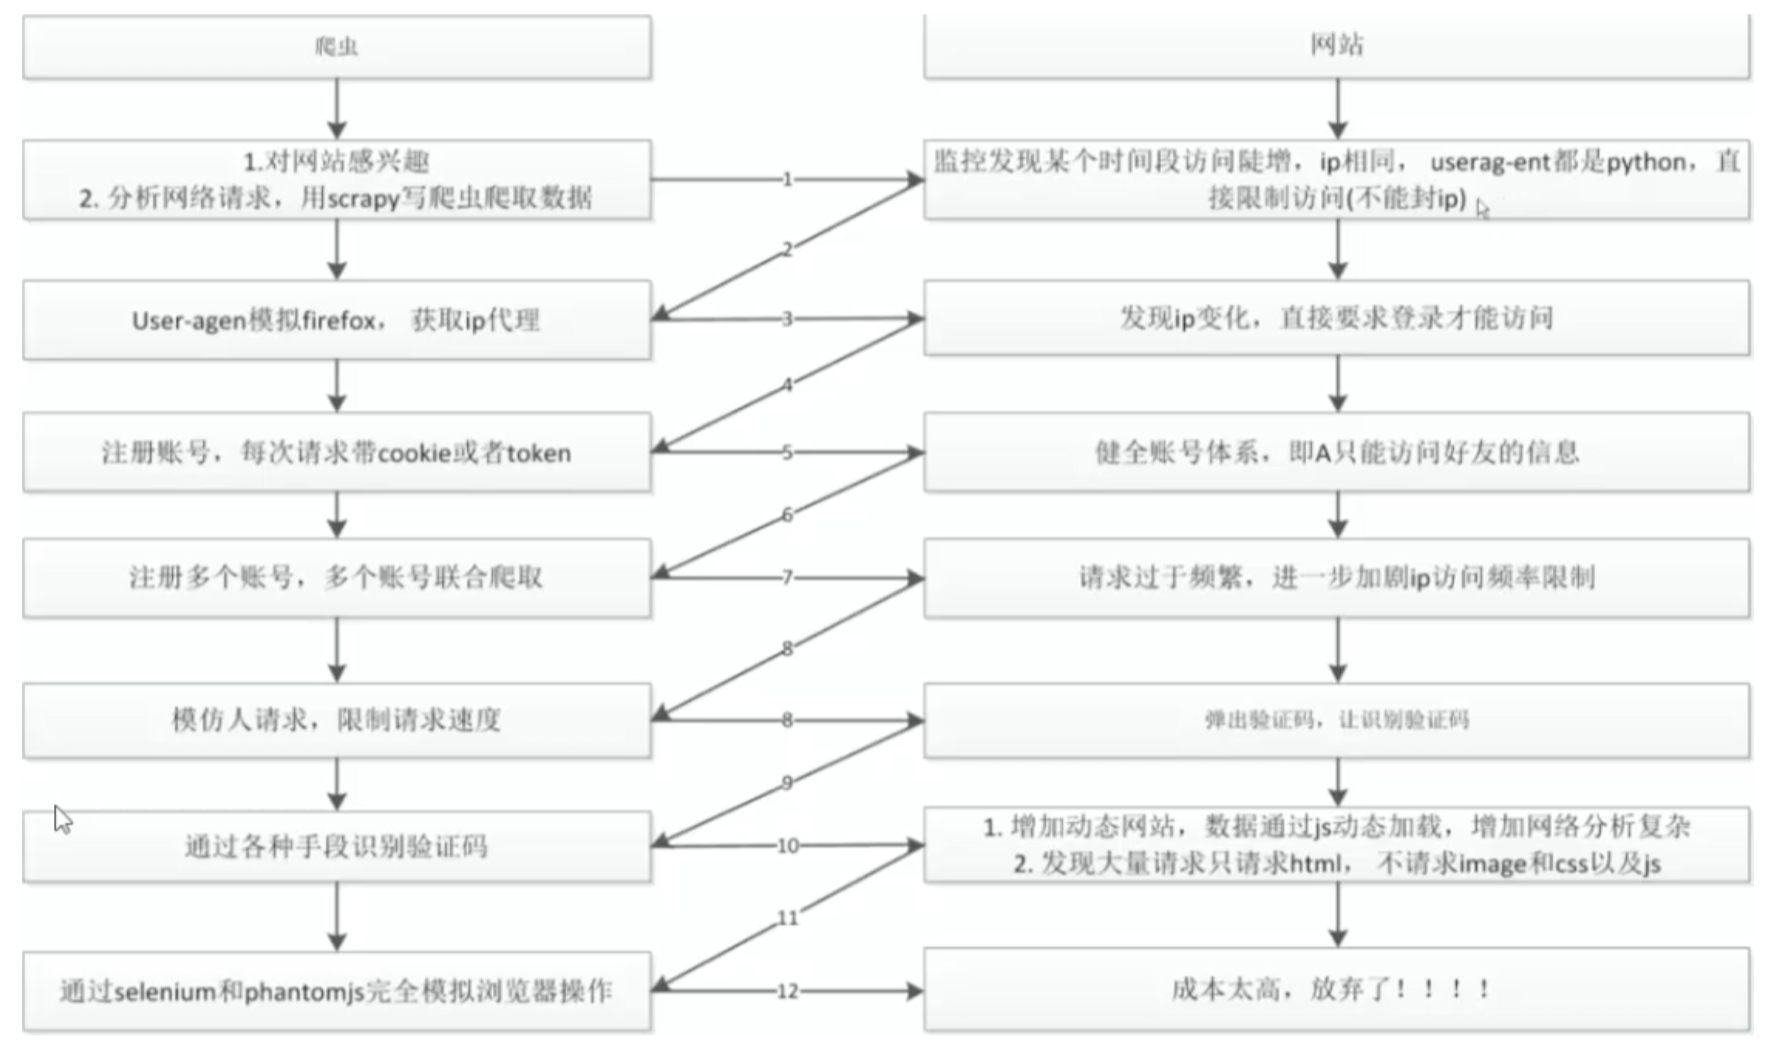 爬虫
网站
1.对网站感兴趣
2. 分析网络请求，用scrapy写爬虫爬取数据
1
监控发现某个时间段访问陡增，ip相同， userag-ent都是python，直
接限制访问(不能封ip)
2
User-agen模拟firefox， 获取ip代理
3
发现ip变化，直接要求登录才能访问
4
注册账号，每次请求带cookie或者token
5
健全账号体系，即A只能访问好友的信息
6
注册多个账号，多个账号联合爬取
7
请求过于频繁，进一步加剧ip访问频率限制
8
模仿人请求，限制请求速度
8
弹出验证码，让识别验证码
9
通过各种手段识别验证码
10
1. 增加动态网站，数据通过js动态加载，增加网络分析复杂
2. 发现大量请求只请求html， 不请求image和css以及js
11
通过selenium和phantomjs完全模拟浏览器操作
12
成本太高，放弃了！！！！